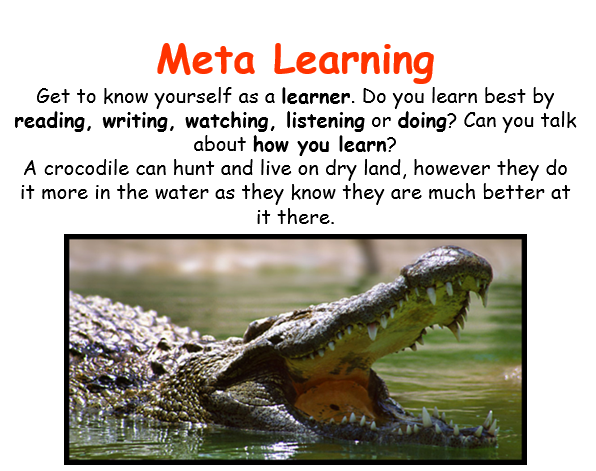 Meta Learning
Get to know yourself as a learner. Do you learn best by
reading, writing, watching, listening or doing? Can you talk
about how you learn?
A crocodile can hunt and live on dry land, however they do
it more in the water as they know they are much better at
it there.